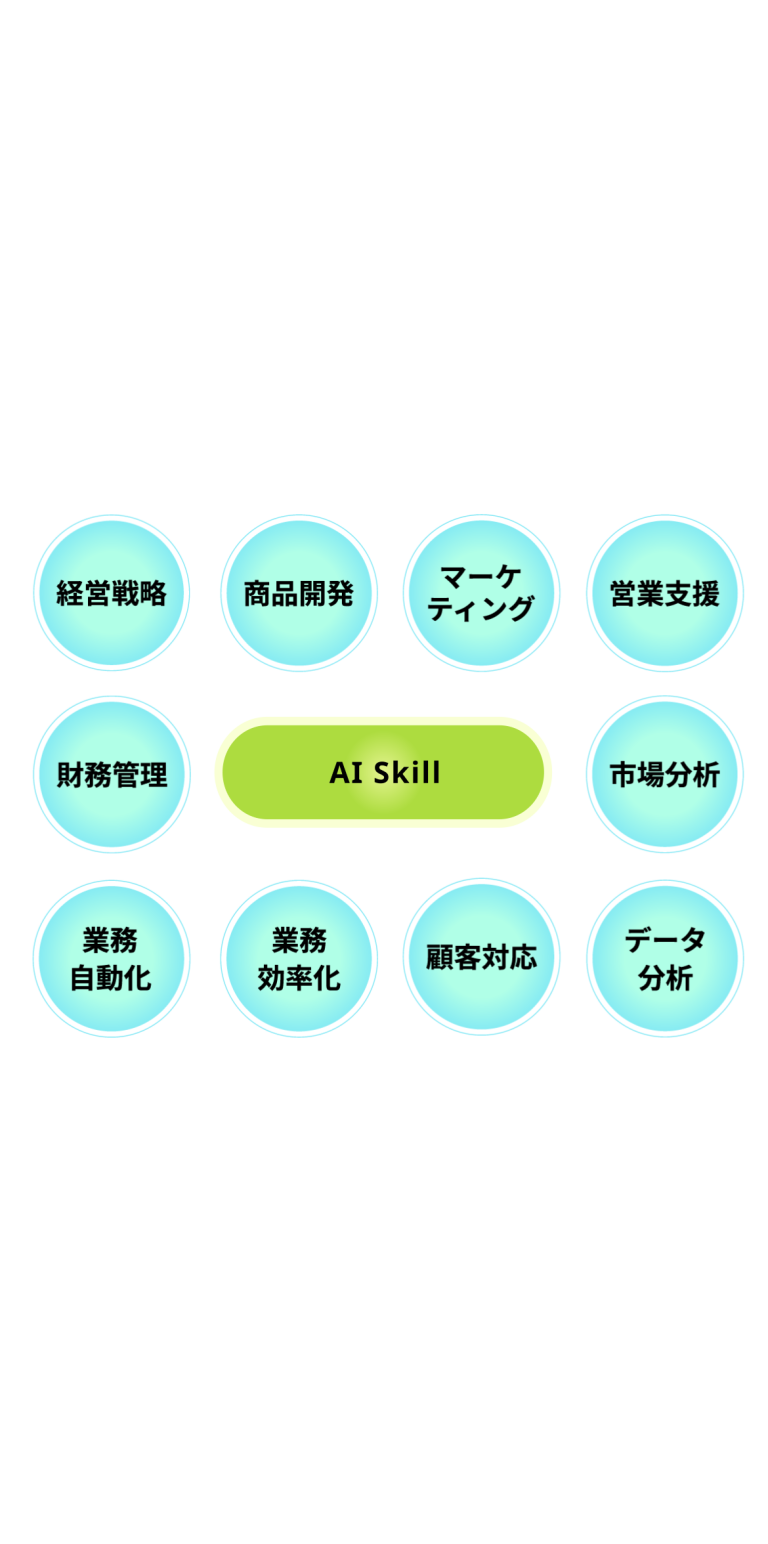 経営戦略
商品開発
マーケ
ティング
営業支援
財務管理
AI Skill
市場分析
業務
自動化
業務
効率化
顧客対応
データ
分析